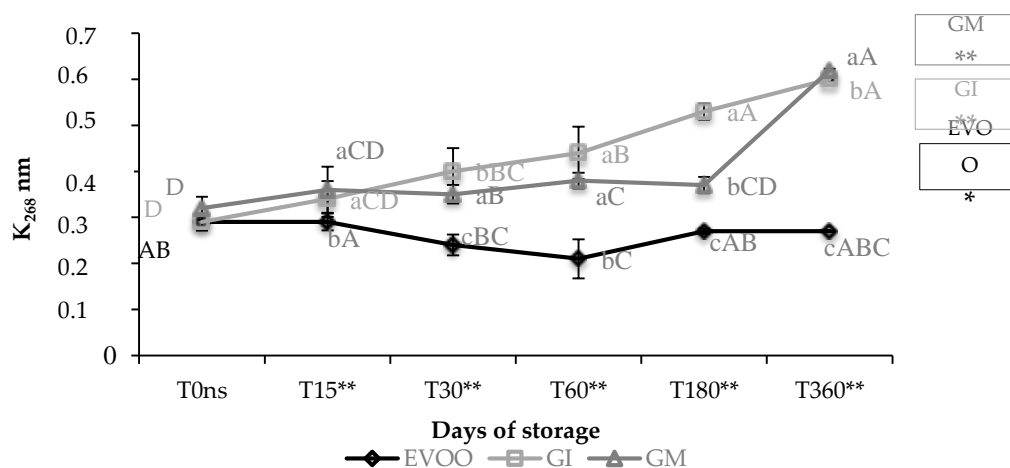 0.7
0.6
0.5
0.4
0.3
0.2
0.1
0
K268 nm
D
D
AB
aCD
aCD
bA
bBC
aB
cBC
aB
aC
bC
aA
bCD
cAB
aA
bA
cABC
GM
**
GI
**
EVO
O
*
T0ns
T15**
T30**
T60**
T180**
T360**
Days of storage
EVOO GI GM